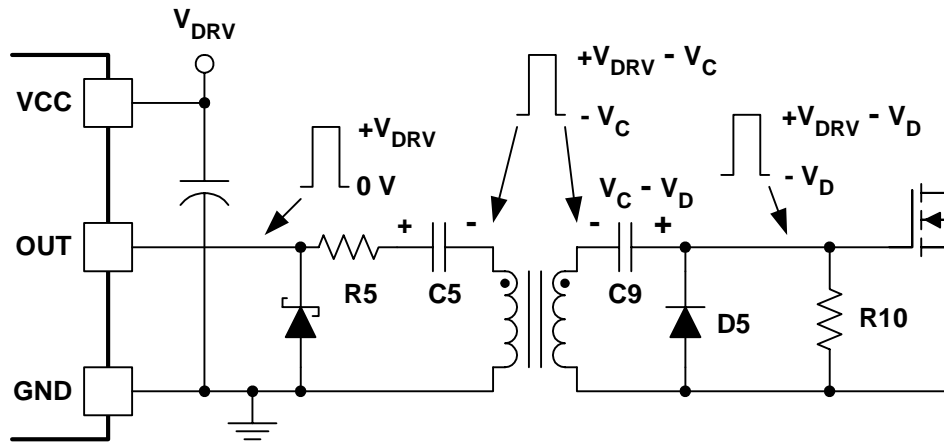 V_DRV
VCC
OUT
GND
+V_DRV
0 V
+
-
R5
C5
+V_DRV - V_C
- V_C
V_C - V_D
-
+
C9
+V_DRV - V_D
- V_D
D5
R10